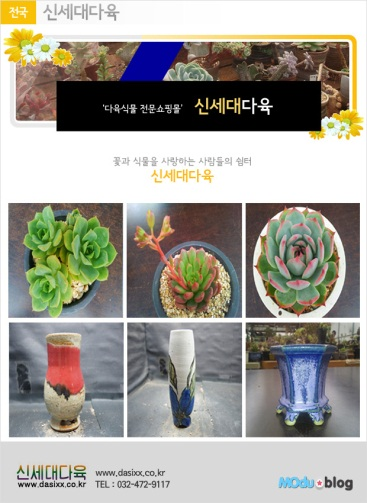 전국 신세대다육
'다육식물 전문쇼핑몰' 신세대다육
꽃과 식물을 사랑하는 사람들의 쉼터
신세대다육
신세대다육 www.dasixx.co.kr
www.dasixx.co.kr TEL : 032-472-9117
MOdu blog